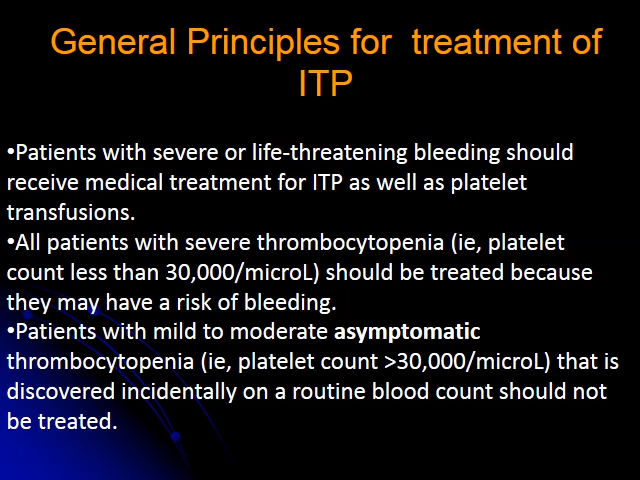 General Principles for  treatment of
ITP
•Patients with severe or life-threatening bleeding should
receive medical treatment for ITP as well as platelet
transfusions.
•All patients with severe thrombocytopenia (ie, platelet
count less than 30,000/microL) should be treated because
they may have a risk of bleeding.
•Patients with mild to moderate asymptomatic
thrombocytopenia (ie, platelet count >30,000/microL) that is
discovered incidentally on a routine blood count should not
be treated.